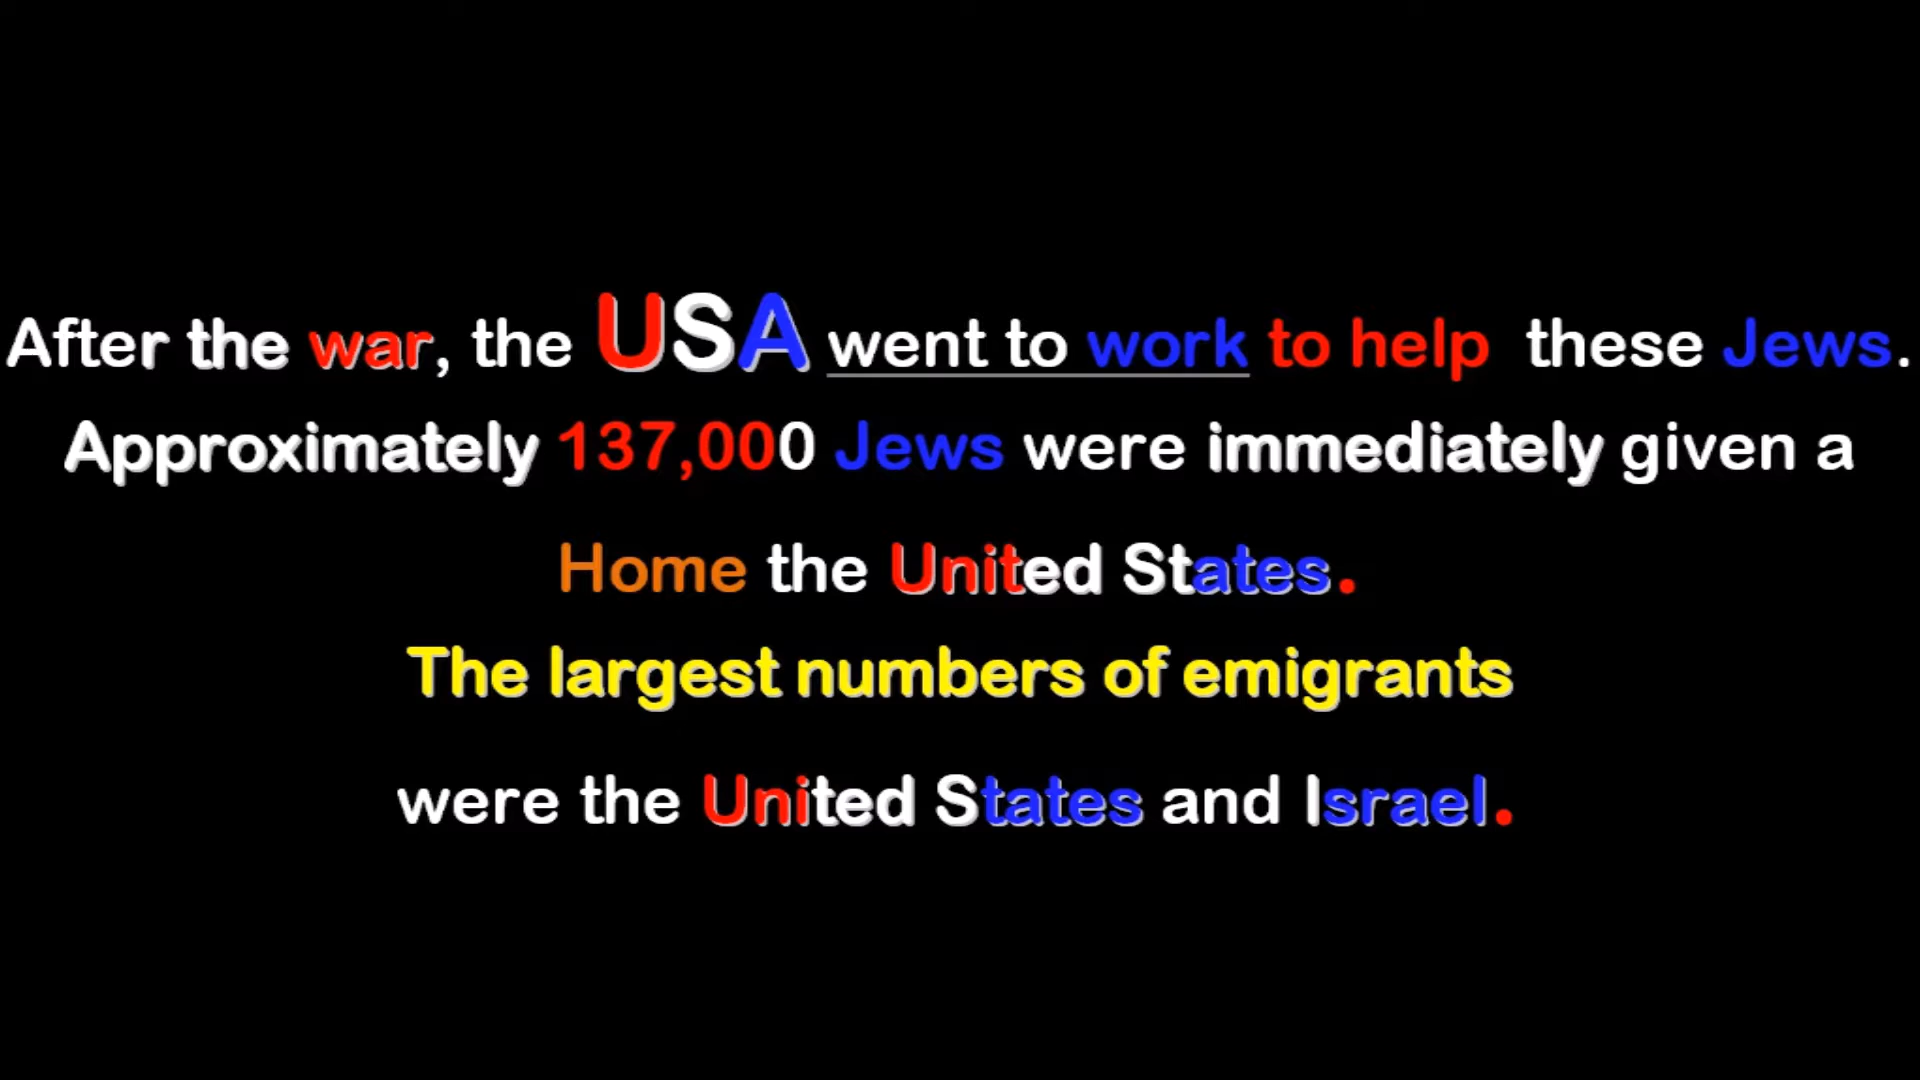 After the war, the USA went to work to help these Jews.
Approximately 137,000 Jews were immediately given a
Home the United States.
The largest numbers of emigrants
were the United States and Israel.